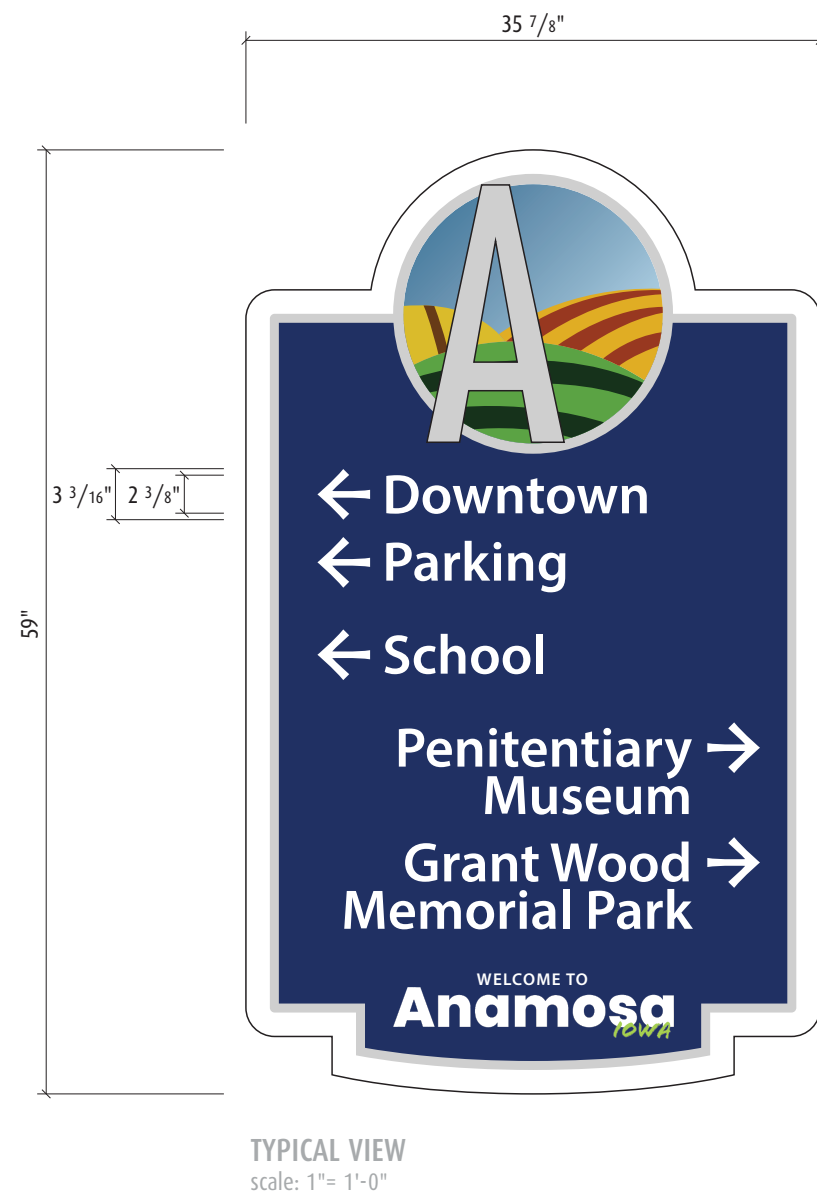 35 7/8"
A
3 3/16"
2 3/8"
← Downtown
← Parking
59"
← School
Penitentiary →
Museum
Grant Wood →
Memorial Park
WELCOME TO
Anamosa
IOWA
TYPICAL VIEW
scale: 1"= 1'-0"